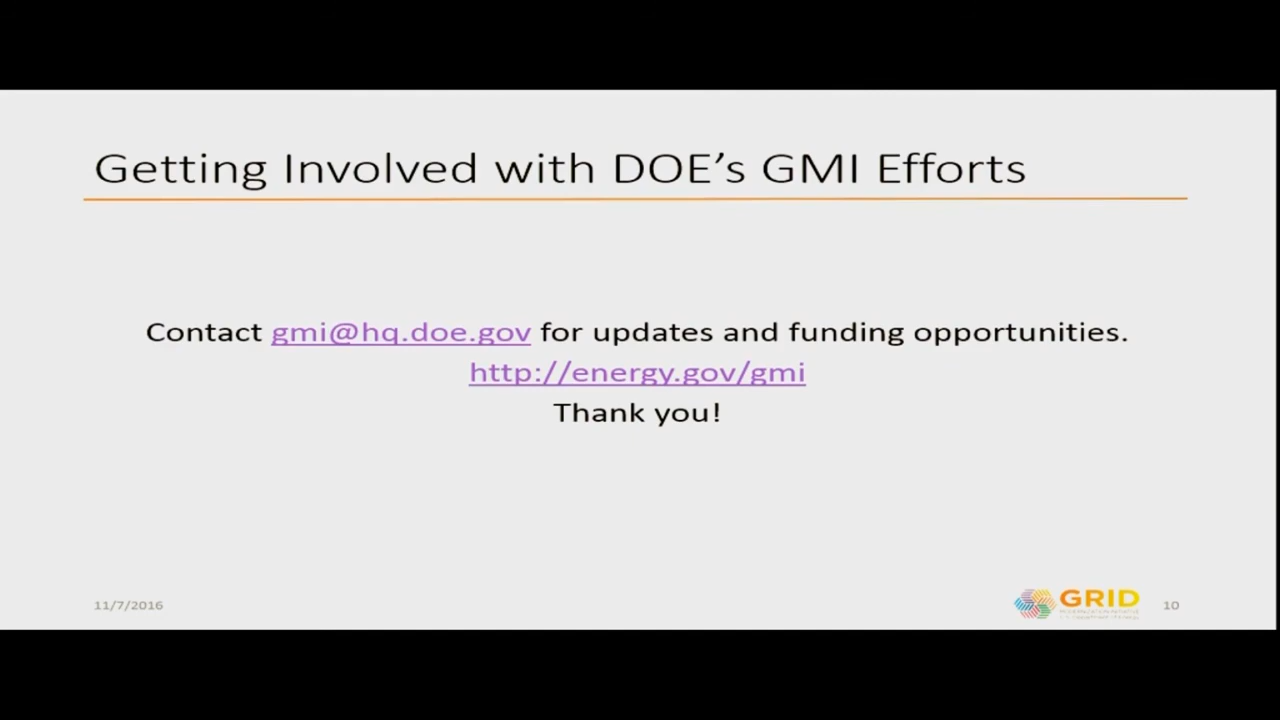 Getting Involved with DOE's GMI Efforts
Contact gmi@hq.doe.gov for updates and funding opportunities.
http://energy.gov/gmi
Thank you!
11/7/2016
GRID
10